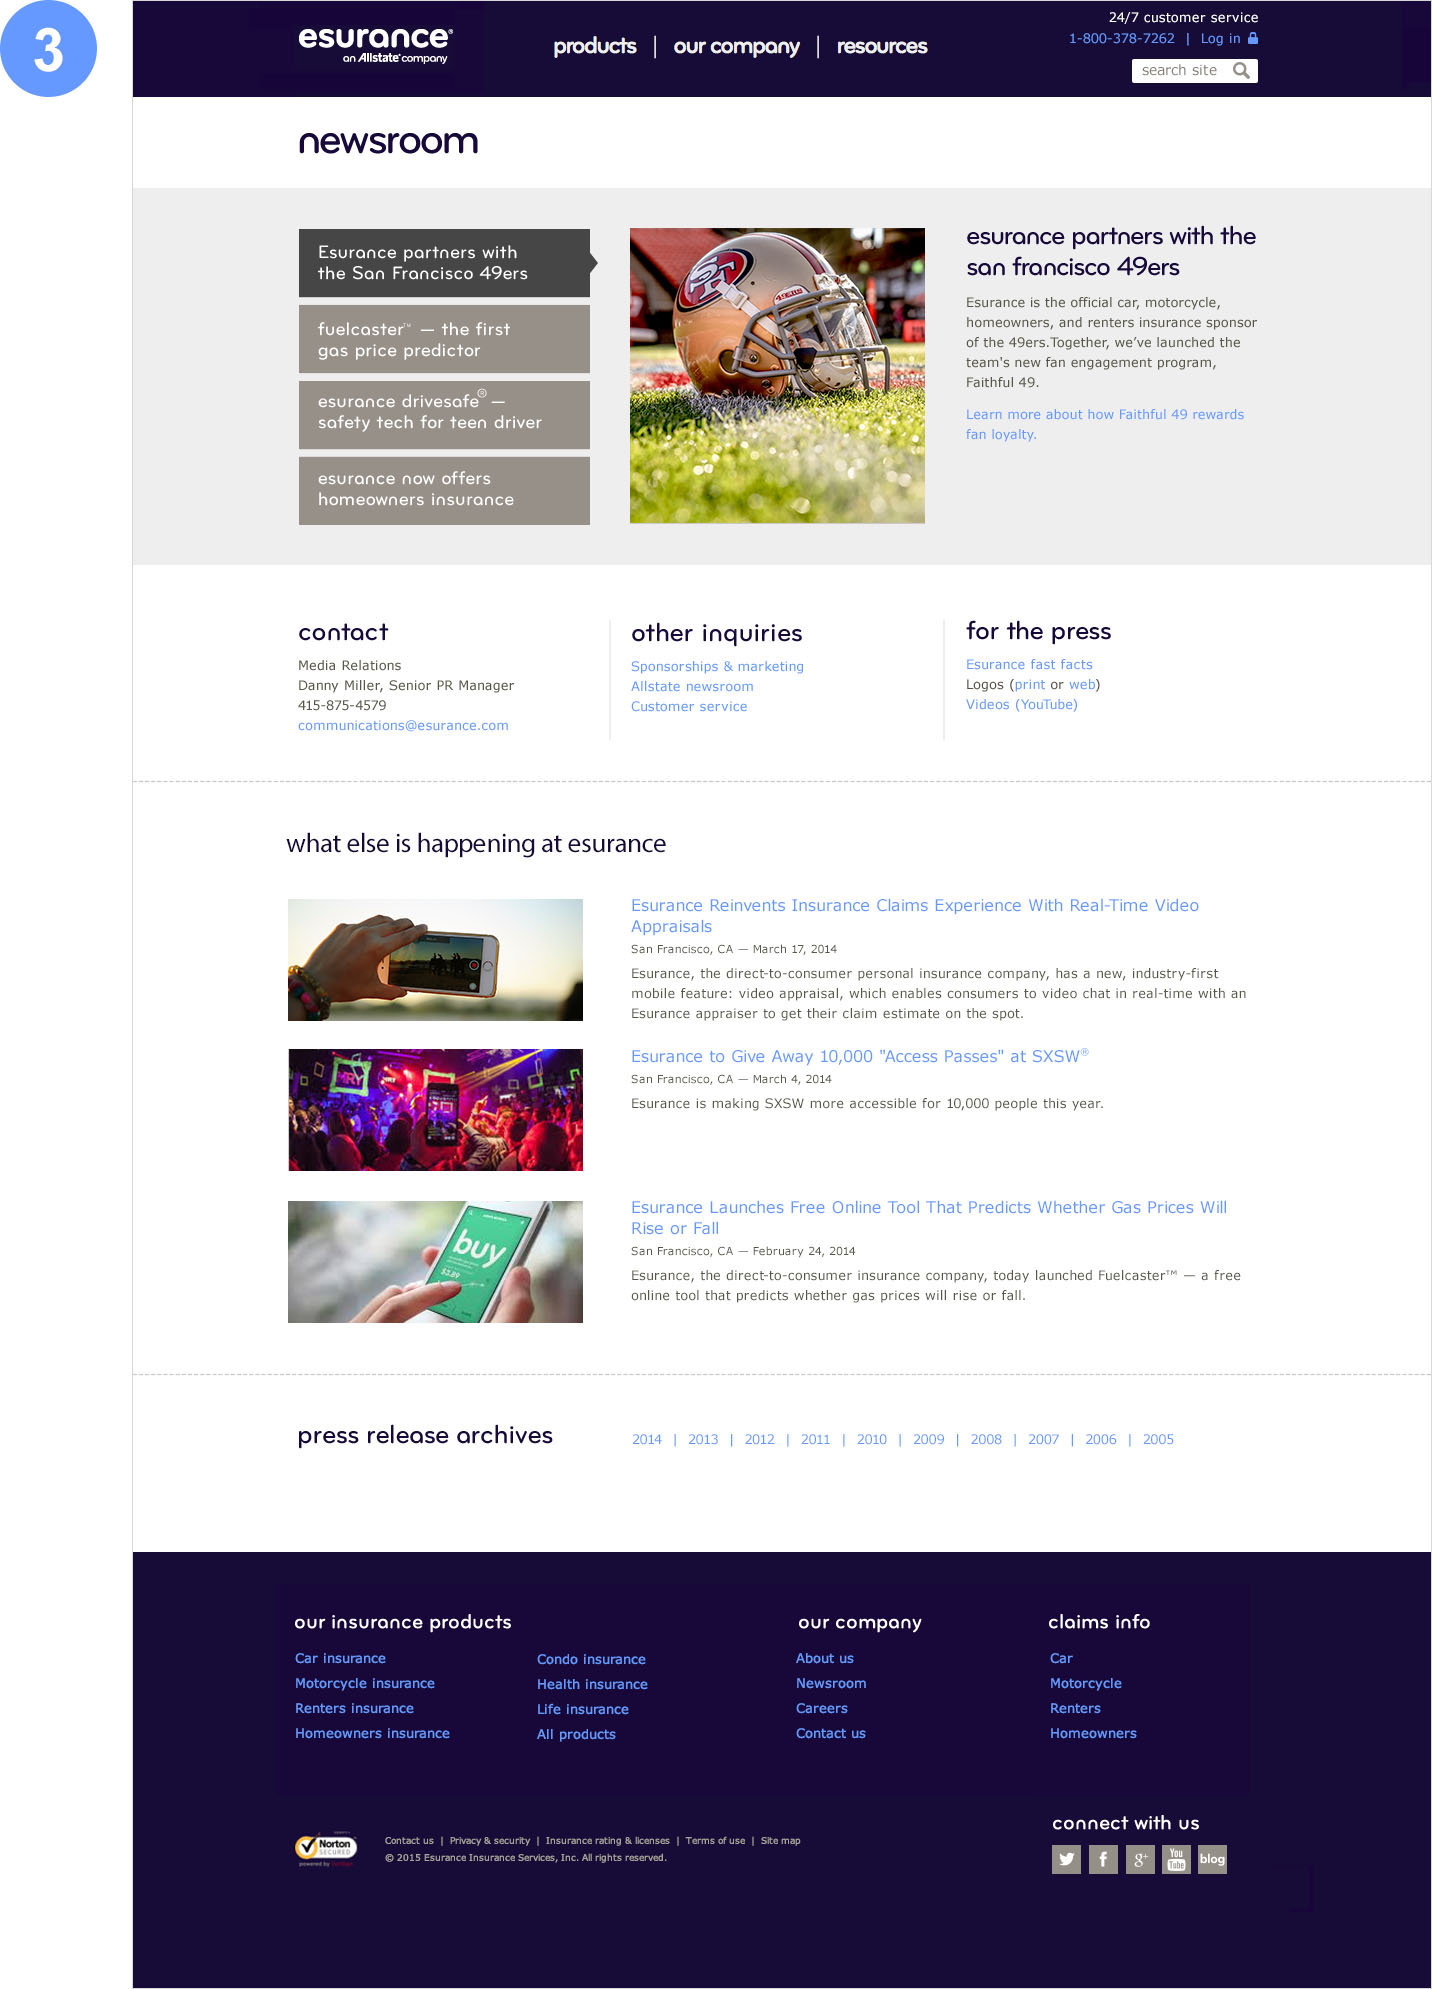 3
esurance®
an Allstate® company
products | our company | resources
24/7 customer service
1-800-378-7262 | Log in
search site
newsroom
Esurance partners with
the San Francisco 49ers
fuelcaster™ — the first
gas price predictor
esurance drivesafe® —
safety tech for teen driver
esurance now offers
homeowners insurance
SF
49ERS
esurance partners with the
san francisco 49ers
Esurance is the official car, motorcycle,
homeowners, and renters insurance sponsor
of the 49ers.Together, we’ve launched the
team's new fan engagement program,
Faithful 49.
Learn more about how Faithful 49 rewards
fan loyalty.
contact
Media Relations
Danny Miller, Senior PR Manager
415-875-4579
communications@esurance.com
other inquiries
Sponsorships & marketing
Allstate newsroom
Customer service
for the press
Esurance fast facts
Logos (print or web)
Videos (YouTube)
what else is happening at esurance
Esurance Reinvents Insurance Claims Experience With Real-Time Video
Appraisals
San Francisco, CA — March 17, 2014
Esurance, the direct-to-consumer personal insurance company, has a new, industry-first
mobile feature: video appraisal, which enables consumers to video chat in real-time with an
Esurance appraiser to get their claim estimate on the spot.
Esurance to Give Away 10,000 "Access Passes" at SXSW®
San Francisco, CA — March 4, 2014
Esurance is making SXSW more accessible for 10,000 people this year.
buy
$2.89
Esurance Launches Free Online Tool That Predicts Whether Gas Prices Will
Rise or Fall
San Francisco, CA — February 24, 2014
Esurance, the direct-to-consumer insurance company, today launched Fuelcaster™ — a free
online tool that predicts whether gas prices will rise or fall.
press release archives
2014 | 2013 | 2012 | 2011 | 2010 | 2009 | 2008 | 2007 | 2006 | 2005
our insurance products
Car insurance
Motorcycle insurance
Renters insurance
Homeowners insurance
Condo insurance
Health insurance
Life insurance
All products
our company
About us
Newsroom
Careers
Contact us
claims info
Car
Motorcycle
Renters
Homeowners
Norton
SECURED
powered by VeriSign
Contact us | Privacy & security | Insurance rating & licenses | Terms of use | Site map
© 2015 Esurance Insurance Services, Inc. All rights reserved.
connect with us
f
g+
You
Tube
blog